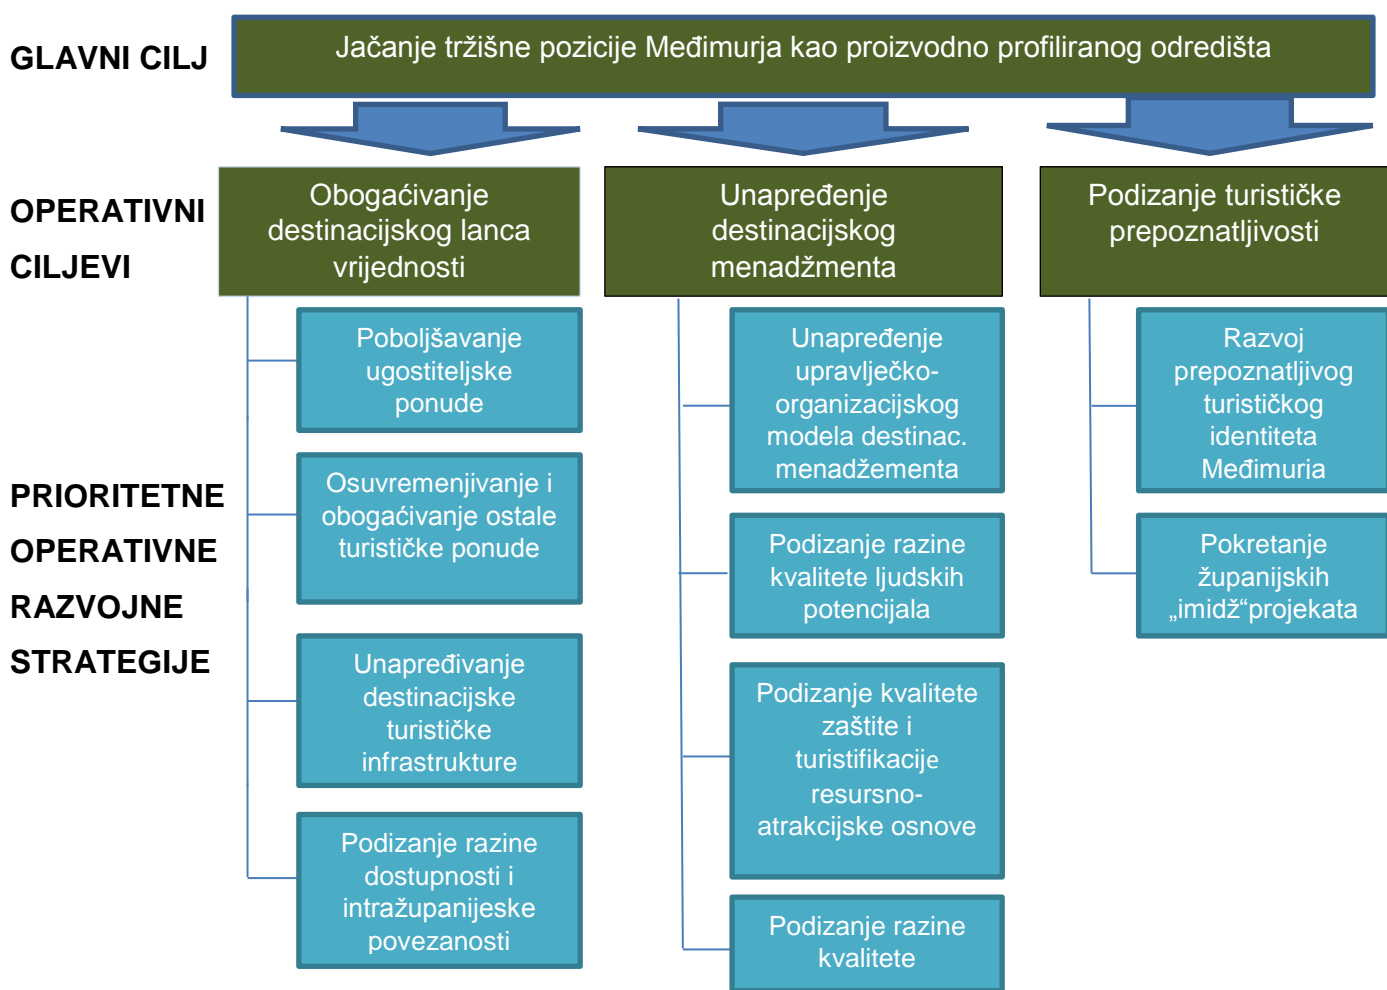 GLAVNI CILJ
Jačanje tržišne pozicije Međimurja kao proizvodno profiliranog odredišta
OPERATIVNI
CILJEVI
Obogaćivanje
destinacijskog lanca
vrijednosti
Unapređenje
destinacijskog
menadžmenta
Podizanje turističke
prepoznatljivosti
PRIORITETNE
OPERATIVNE
RAZVOJNE
STRATEGIJE
Poboljšavanje
ugostiteljske
ponude
Osuvremenjivanje i
obogaćivanje ostale
turističke ponude
Unapređivanje
destinacijske
turističke
infrastrukture
Podizanje razine
dostupnosti i
intražupanijeske
povezanosti
Unapređenje
upravlječko-
organizacijskog
modela destinac.
menadžementa
Podizanje razine
kvalitete ljudskih
potencijala
Podizanje kvalitete
zaštite i
turistifikacije
resursno-
atrakcijske osnove
Podizanje razine
kvalitete
Razvoj
prepoznatljivog
turističkog
identiteta
Međimurja
Pokretanje
županijskih
„imidž“projekata